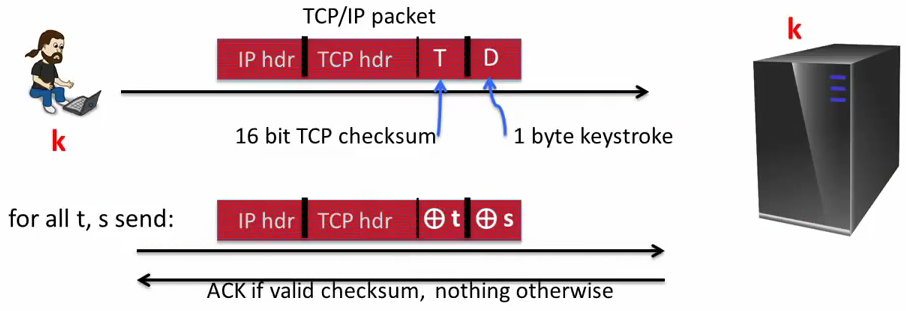 TCP/IP packet
k
IP hdr TCP hdr T D
k
16 bit TCP checksum 1 byte keystroke
for all t, s send: IP hdr TCP hdr ⊕ t ⊕ s
ACK if valid checksum, nothing otherwise